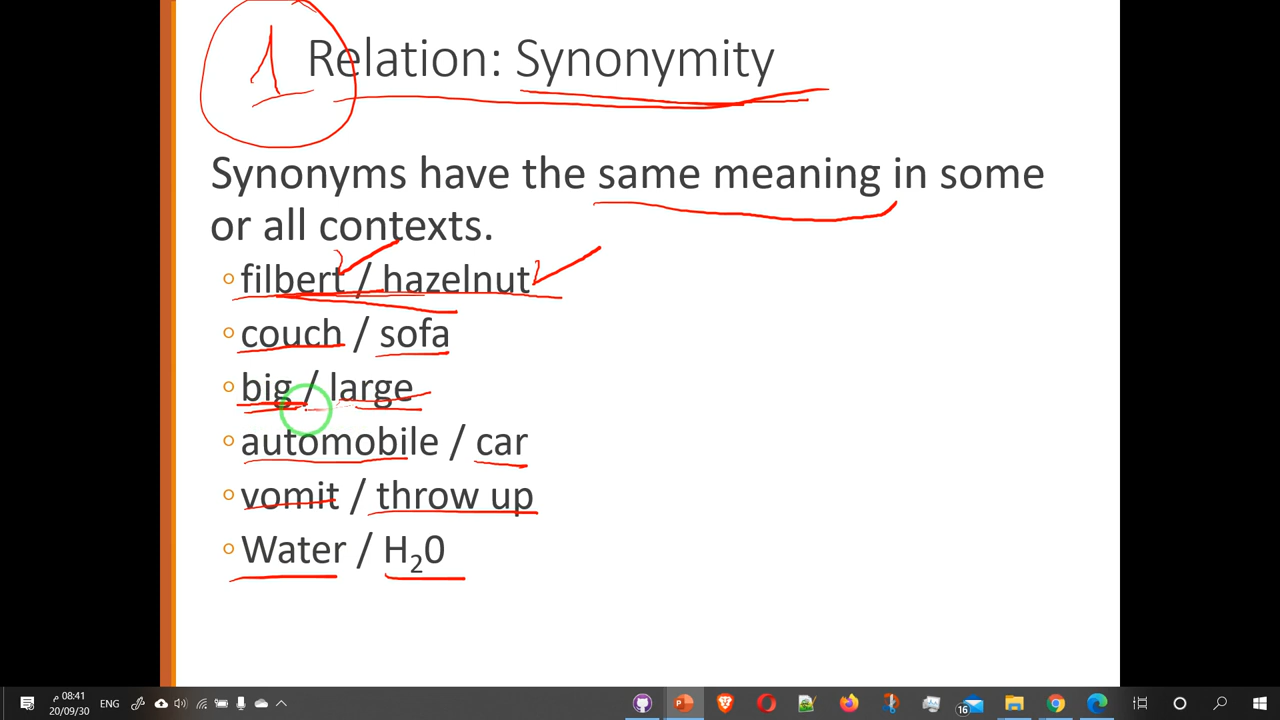 1
Relation: Synonymity
Synonyms have the same meaning in some
or all contexts.
◦filbert / hazelnut
◦couch / sofa
◦big / large
◦automobile / car
◦vomit / throw up
◦Water / H₂0
08:41 م
20/09/30
ENG
16